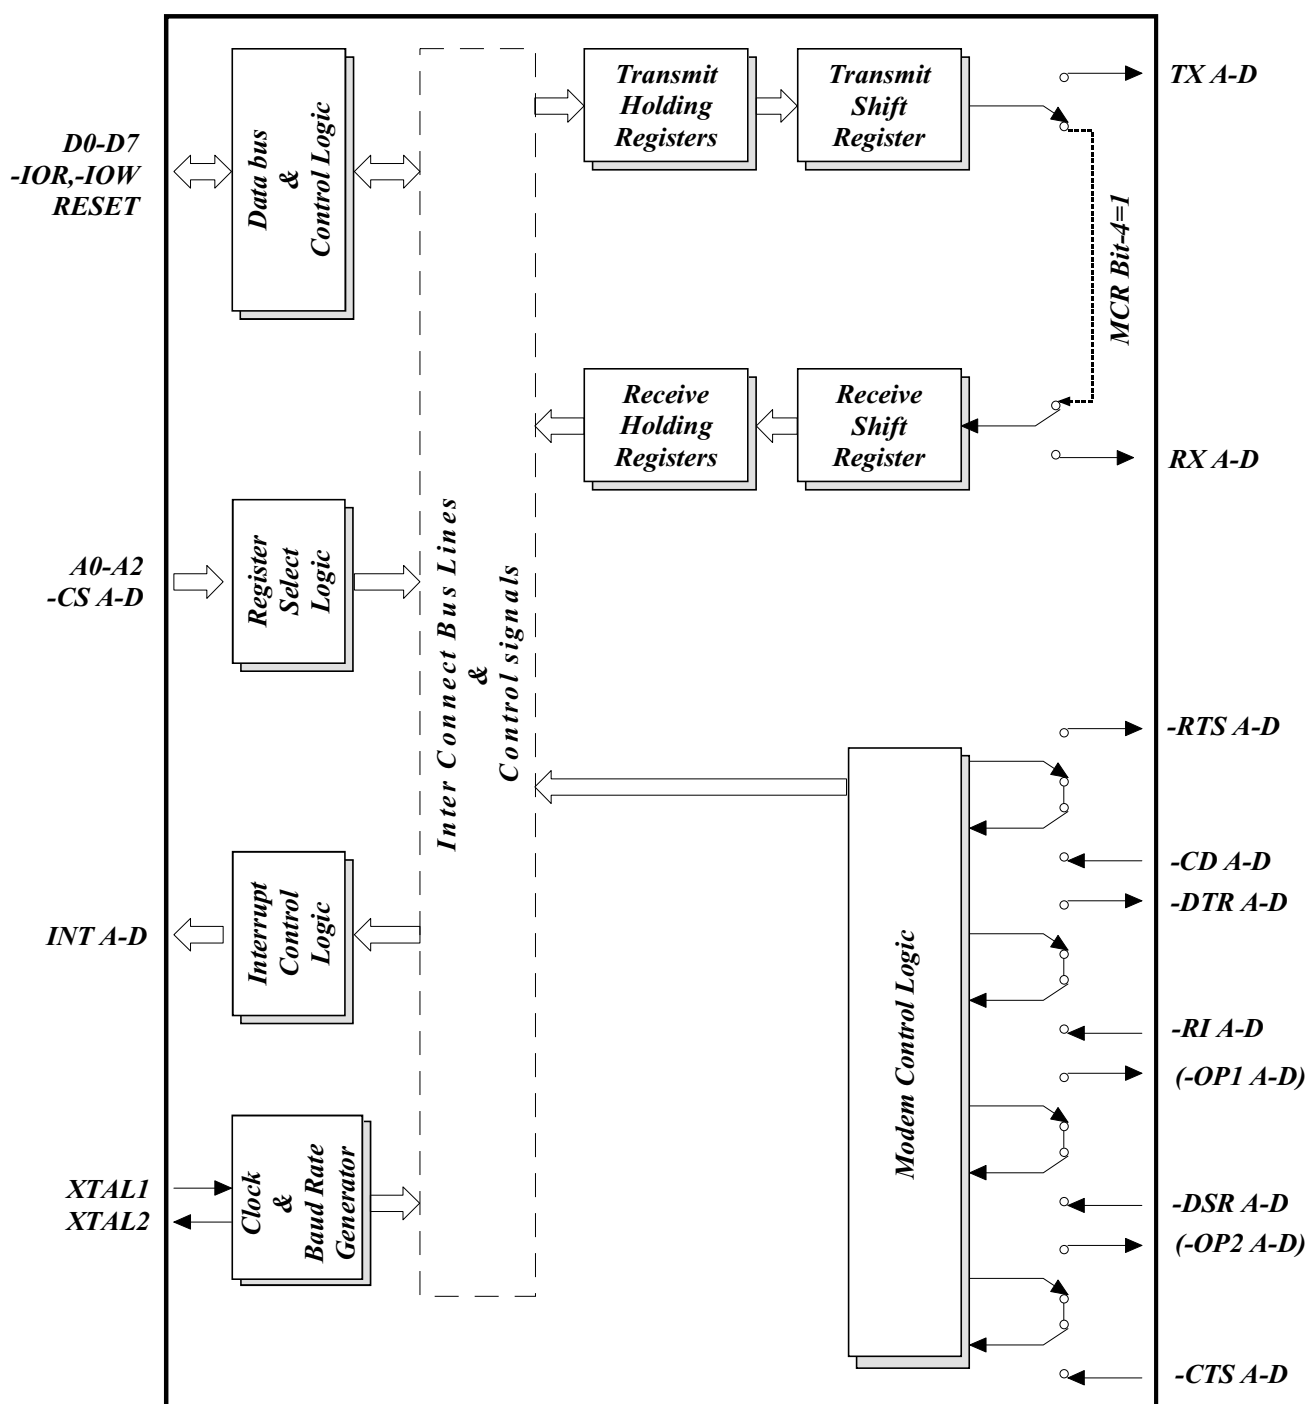 D0-D7
-IOR,-IOW
RESET
Data bus
&
Control Logic
A0-A2
-CS A-D
Register
Select
Logic
INT A-D
Interrupt
Control
Logic
XTAL1
XTAL2
Clock
&
Baud Rate
Generator
Inter Connect Bus Lines
&
Control signals
Transmit
Holding
Registers
Transmit
Shift
Register
TX A-D
MCR Bit-4=1
Receive
Holding
Registers
Receive
Shift
Register
RX A-D
Modem Control Logic
-RTS A-D
-CD A-D
-DTR A-D
-RI A-D
(-OP1 A-D)
-DSR A-D
(-OP2 A-D)
-CTS A-D